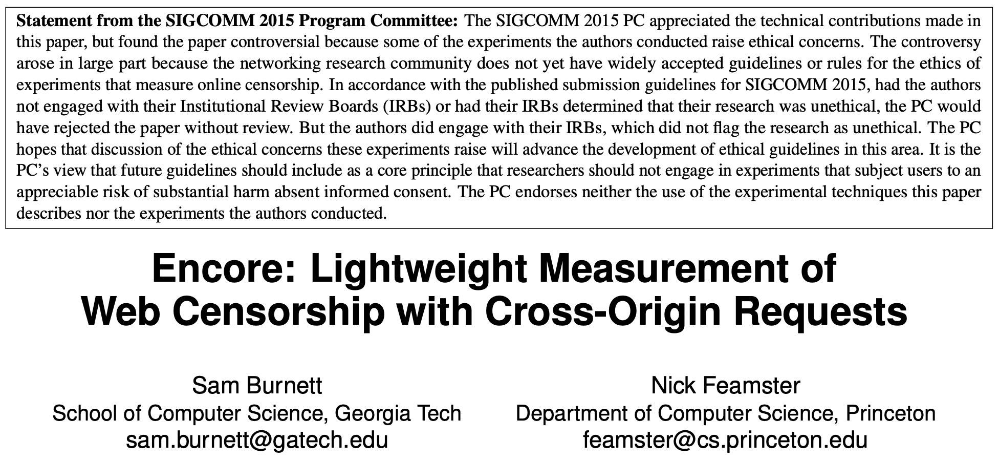 Statement from the SIGCOMM 2015 Program Committee: The SIGCOMM 2015 PC appreciated the technical contributions made in
this paper, but found the paper controversial because some of the experiments the authors conducted raise ethical concerns. The controversy
arose in large part because the networking research community does not yet have widely accepted guidelines or rules for the ethics of
experiments that measure online censorship. In accordance with the published submission guidelines for SIGCOMM 2015, had the authors
not engaged with their Institutional Review Boards (IRBs) or had their IRBs determined that their research was unethical, the PC would
have rejected the paper without review. But the authors did engage with their IRBs, which did not flag the research as unethical. The PC
hopes that discussion of the ethical concerns these experiments raise will advance the development of ethical guidelines in this area. It is the
PC's view that future guidelines should include as a core principle that researchers should not engage in experiments that subject users to an
appreciable risk of substantial harm absent informed consent. The PC endorses neither the use of the experimental techniques this paper
describes nor the experiments the authors conducted.
Encore: Lightweight Measurement of
Web Censorship with Cross-Origin Requests
Sam Burnett
School of Computer Science, Georgia Tech
sam.burnett@gatech.edu
Nick Feamster
Department of Computer Science, Princeton
feamster@cs.princeton.edu